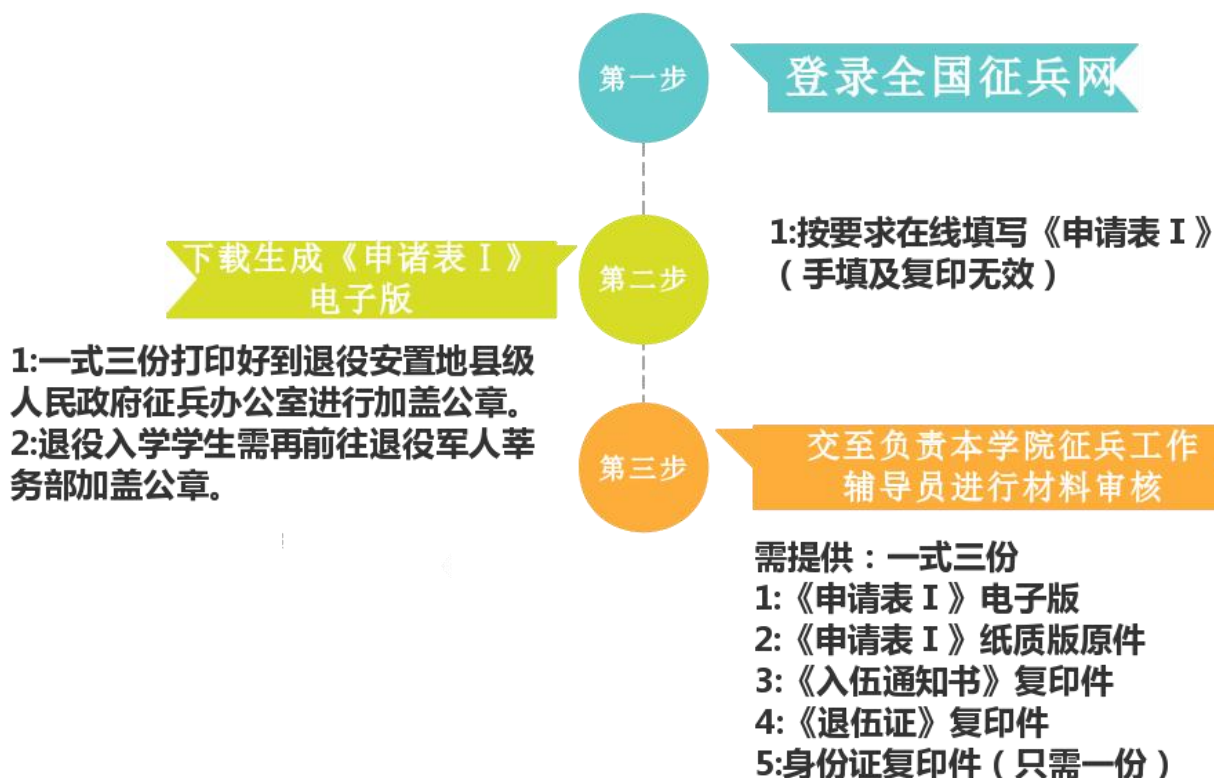 第一步
登录全国征兵网
1:按要求在线填写《申请表Ⅰ》
（手填及复印无效）
第二步
下载生成《申诸表Ⅰ》
电子版
1:一式三份打印好到退役安置地县级
人民政府征兵办公室进行加盖公章。
2:退役入学学生需再前往退役军人莘
务部加盖公章。
第三步
交至负责本学院征兵工作
辅导员进行材料审核
需提供：一式三份
1:《申请表Ⅰ》电子版
2:《申请表Ⅰ》纸质版原件
3:《入伍通知书》复印件
4:《退伍证》复印件
5:身份证复印件（只需一份）